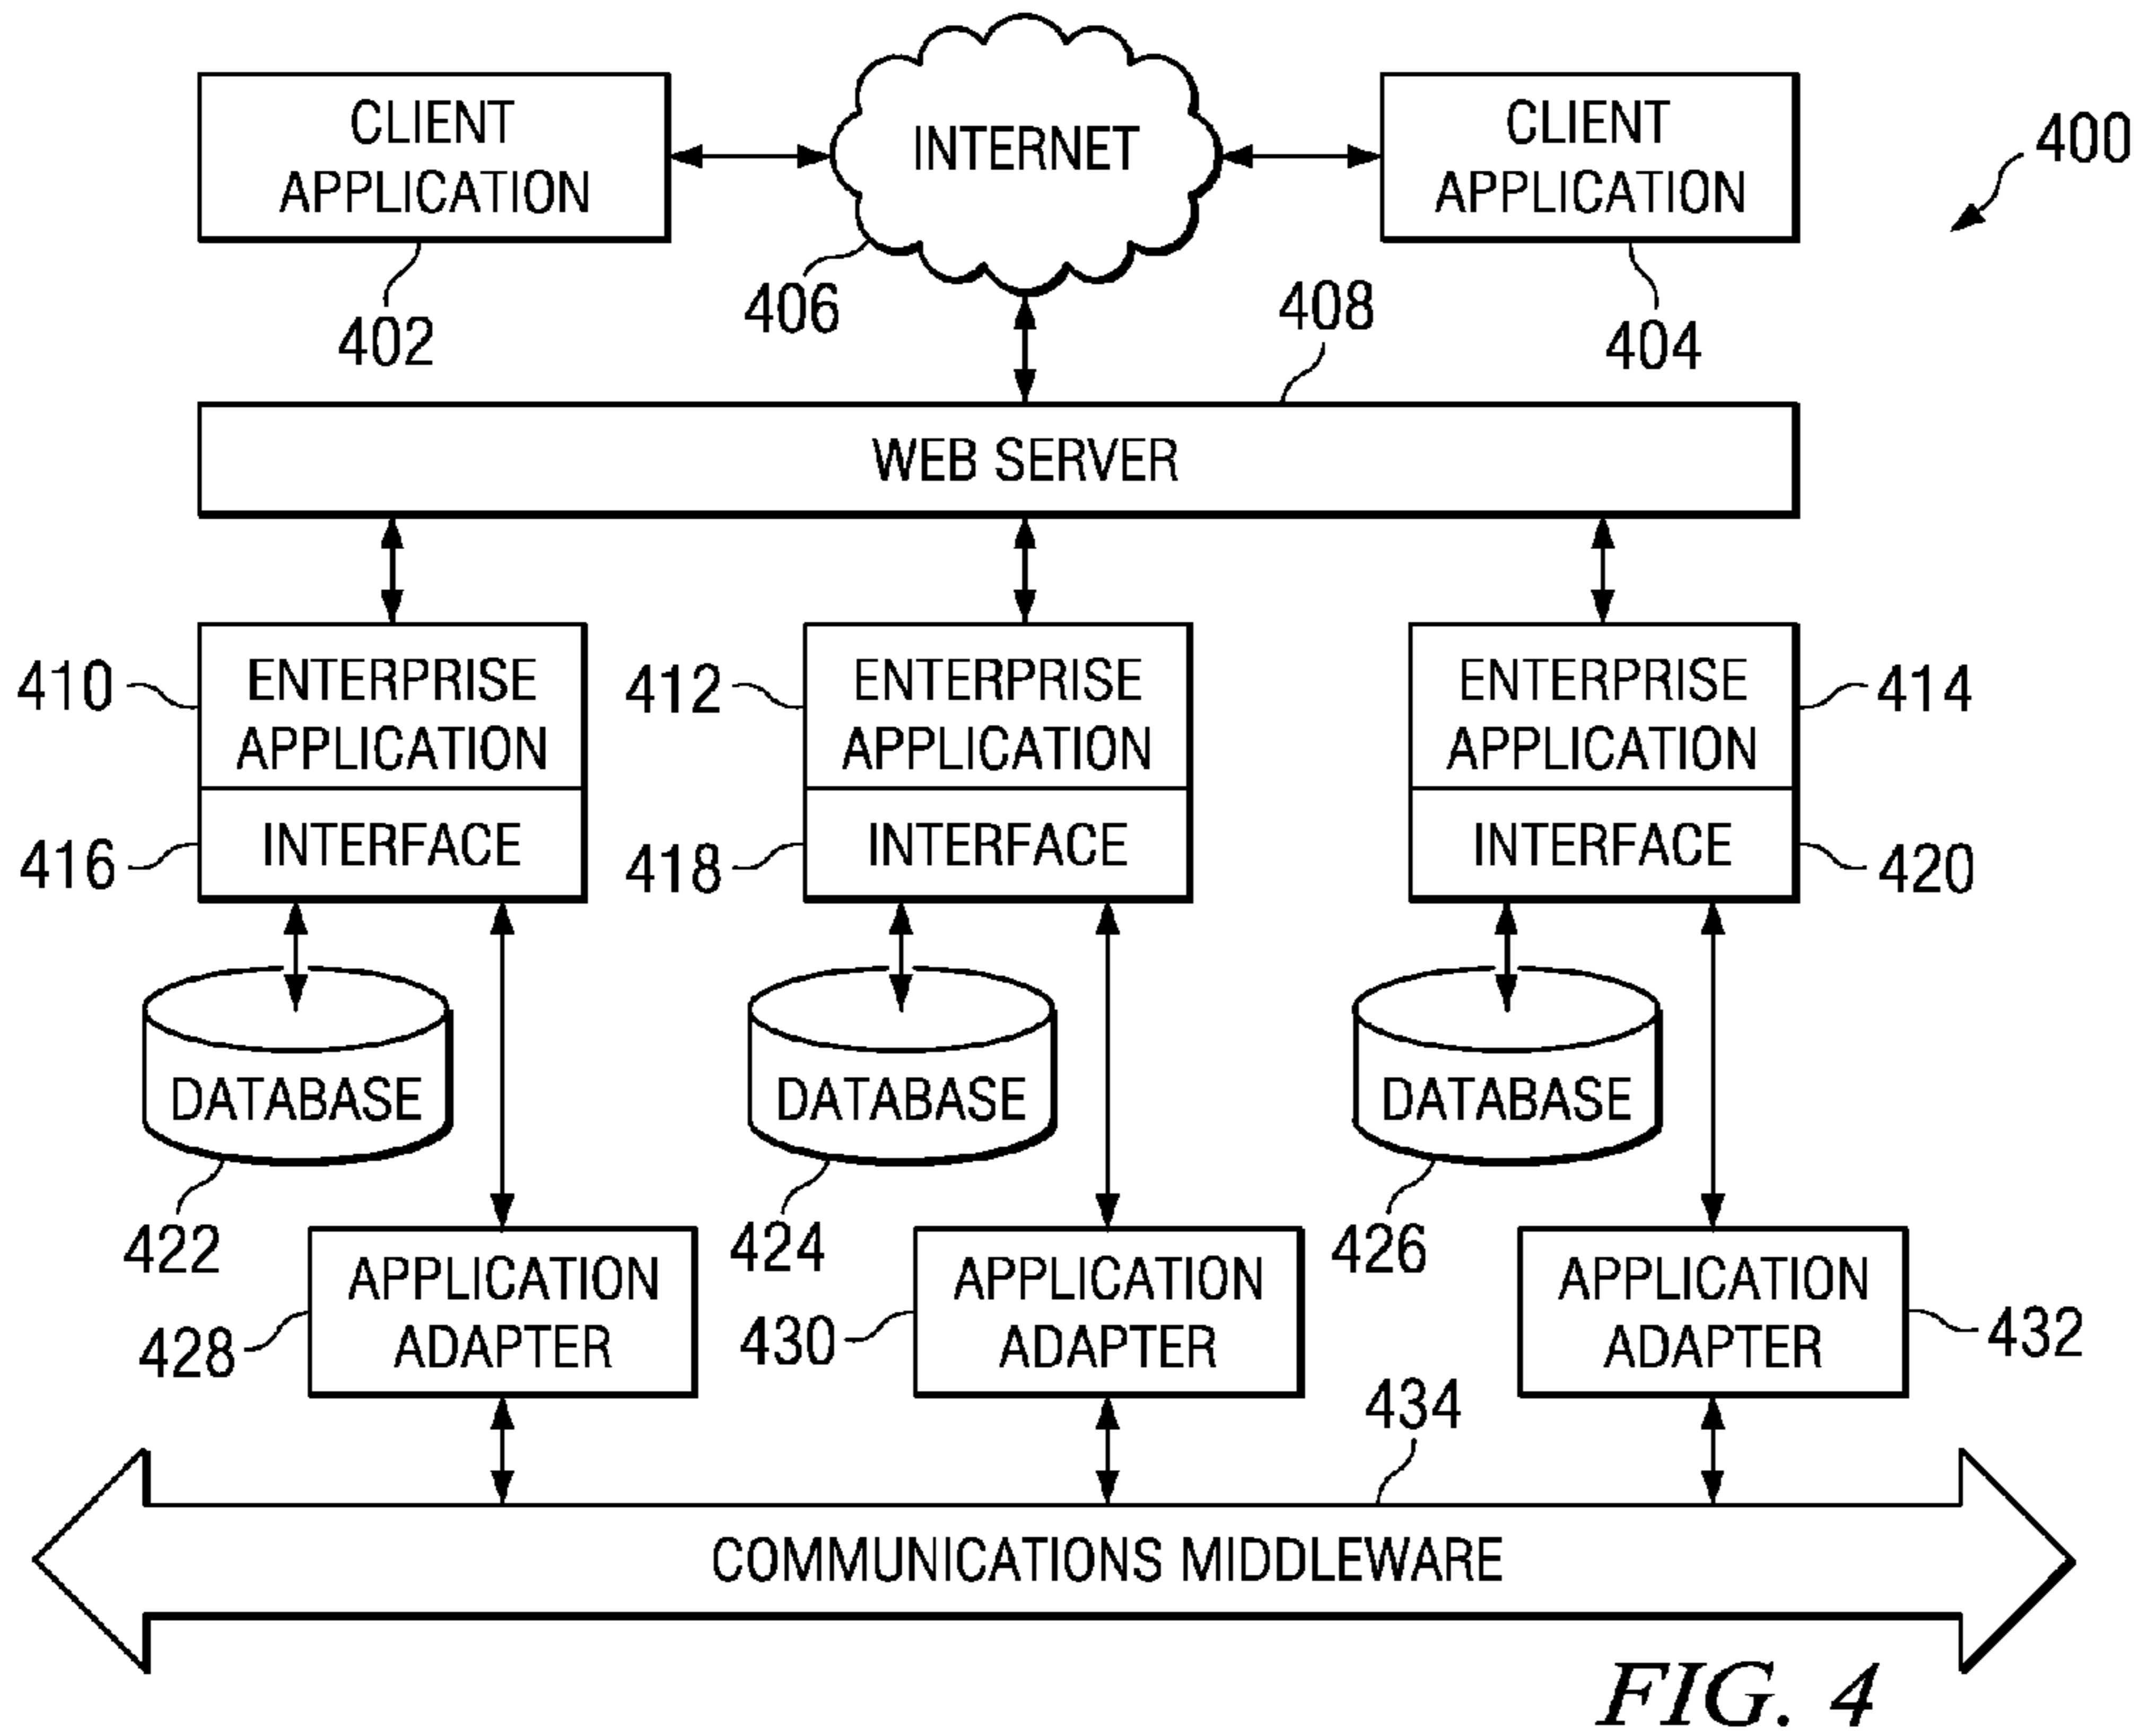 CLIENT
APPLICATION
INTERNET
CLIENT
APPLICATION
400
402
406
408
404
WEB SERVER
410
ENTERPRISE
APPLICATION
412
ENTERPRISE
APPLICATION
ENTERPRISE
APPLICATION
414
416
INTERFACE
418
INTERFACE
INTERFACE
420
DATABASE
DATABASE
DATABASE
422
424
426
428
APPLICATION
ADAPTER
430
APPLICATION
ADAPTER
APPLICATION
ADAPTER
432
434
COMMUNICATIONS MIDDLEWARE
FIG. 4